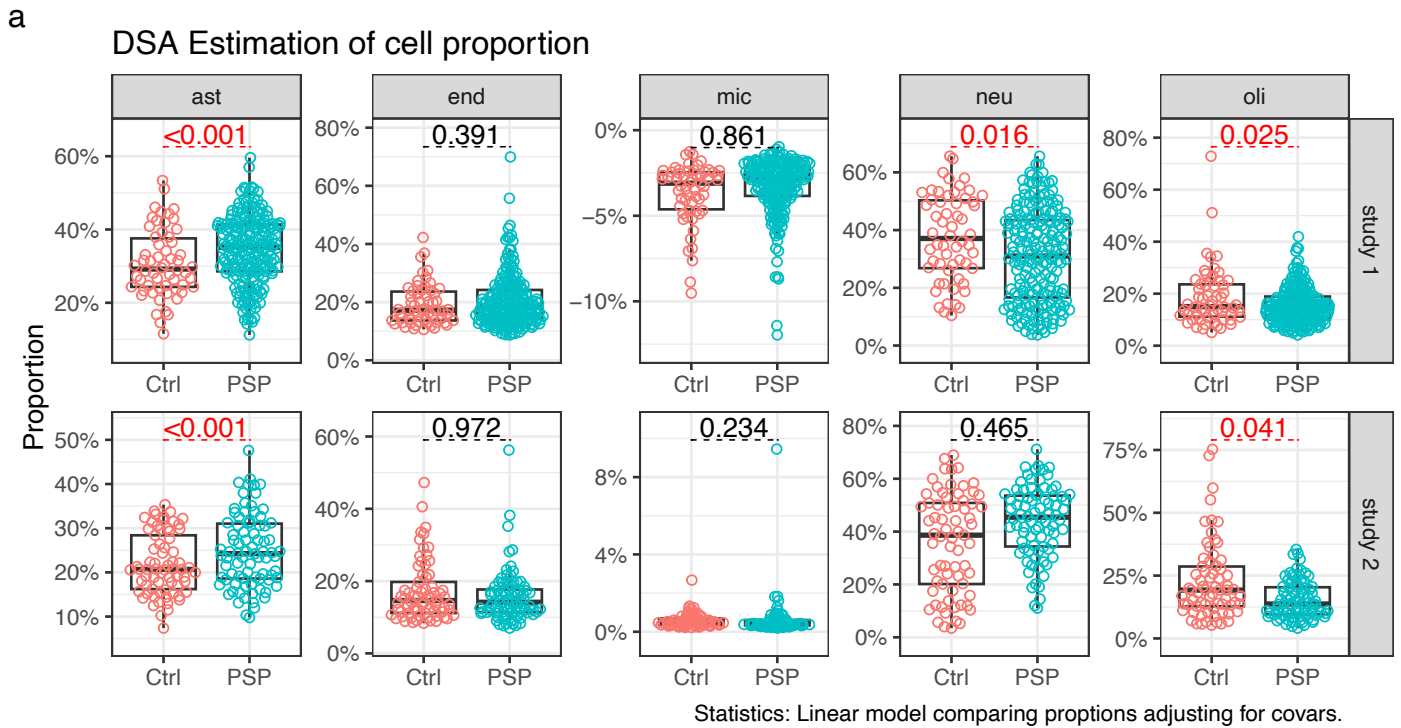 a
DSA Estimation of cell proportion
ast end mic neu oli
<0.001 0.391 0.861 0.016 0.025
60% 40% 20%
80% 60% 40% 20% 0%
0% −5% −10%
60% 40% 20% 0%
80% 60% 40% 20% 0%
study 1
Ctrl PSP Ctrl PSP Ctrl PSP Ctrl PSP Ctrl PSP
Proportion
<0.001 0.972 0.234 0.465 0.041
50% 40% 30% 20% 10%
60% 40% 20% 0%
8% 4% 0%
80% 60% 40% 20% 0%
75% 50% 25% 0%
study 2
Ctrl PSP Ctrl PSP Ctrl PSP Ctrl PSP Ctrl PSP
Statistics: Linear model comparing proptions adjusting for covars.